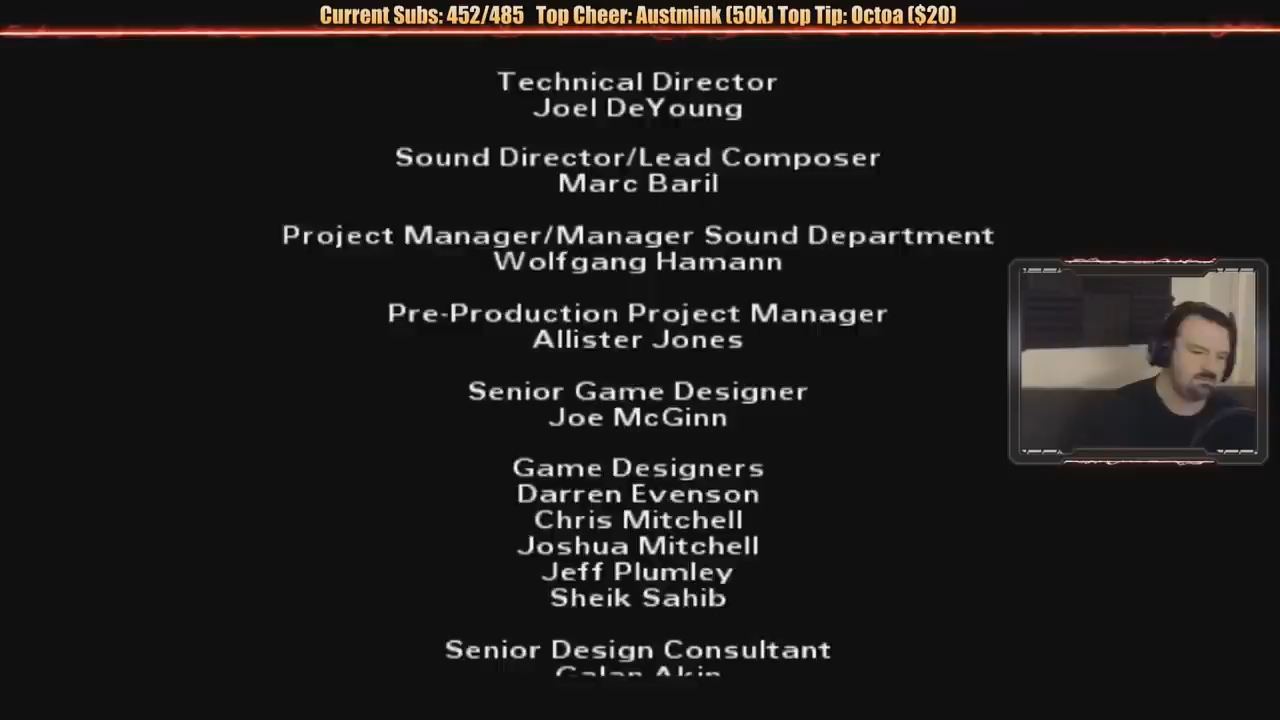 Current Subs: 452/485 Top Cheer: Austmink (50k) Top Tip: Octoa ($20)
Technical Director
Joel DeYoung
Sound Director/Lead Composer
Marc Baril
Project Manager/Manager Sound Department
Wolfgang Hamann
Pre-Production Project Manager
Allister Jones
Senior Game Designer
Joe McGinn
Game Designers
Darren Evenson
Chris Mitchell
Joshua Mitchell
Jeff Plumley
Sheik Sahib
Senior Design Consultant
Galan Akin